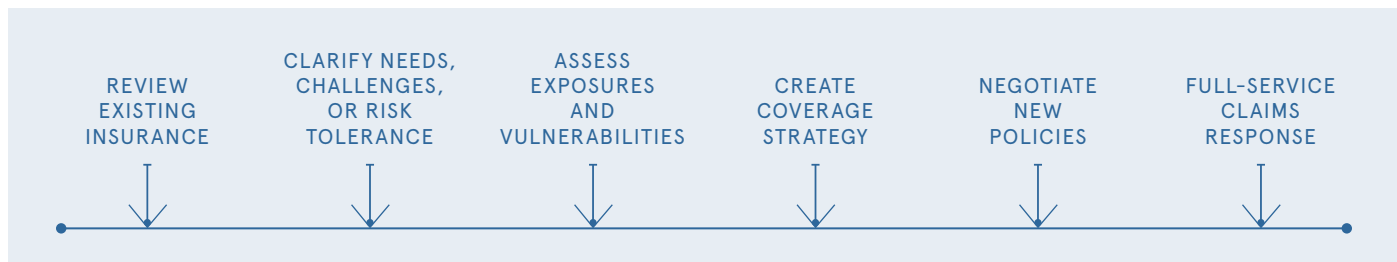 REVIEW
EXISTING
INSURANCE
CLARIFY NEEDS,
CHALLENGES,
OR RISK
TOLERANCE
ASSESS
EXPOSURES
AND
VULNERABILITIES
CREATE
COVERAGE
STRATEGY
NEGOTIATE
NEW
POLICIES
FULL-SERVICE
CLAIMS
RESPONSE